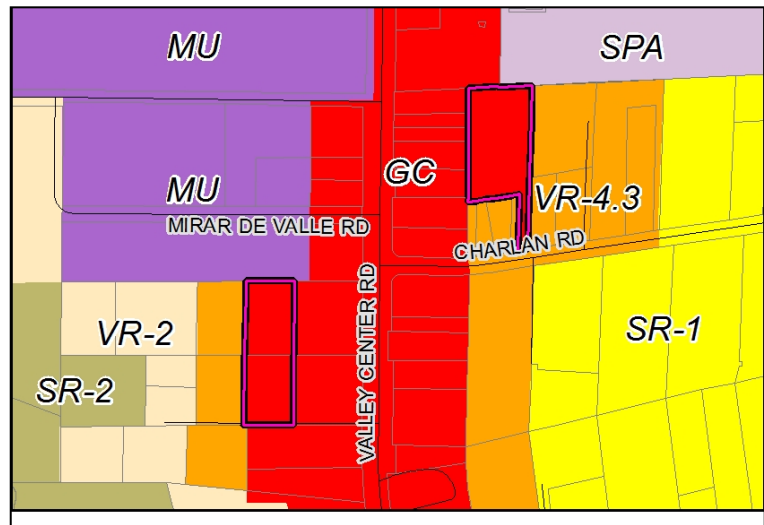 MU
SPA
MU
GC
VR-4.3
MIRAR DE VALLE RD
CHARLAN RD
VALLEY CENTER RD
VR-2
SR-1
SR-2